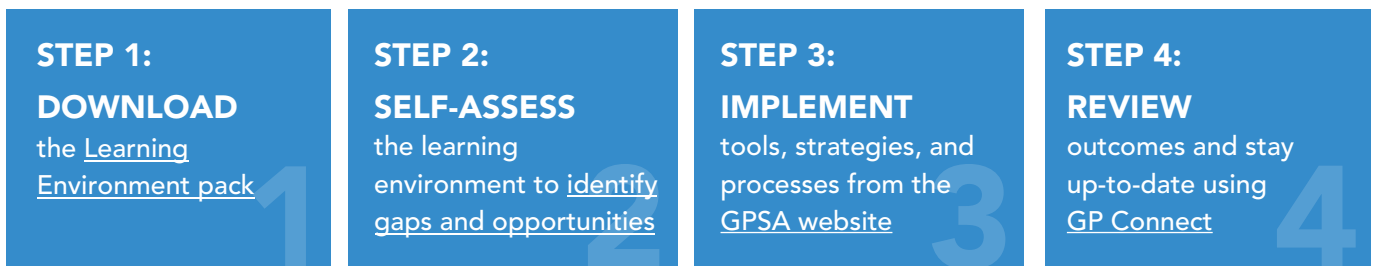 STEP 1:
DOWNLOAD
the Learning
Environment pack
1
STEP 2:
SELF-ASSESS
the learning
environment to identify
gaps and opportunities
2
STEP 3:
IMPLEMENT
tools, strategies, and
processes from the
GPSA website
3
STEP 4:
REVIEW
outcomes and stay
up-to-date using
GP Connect
4